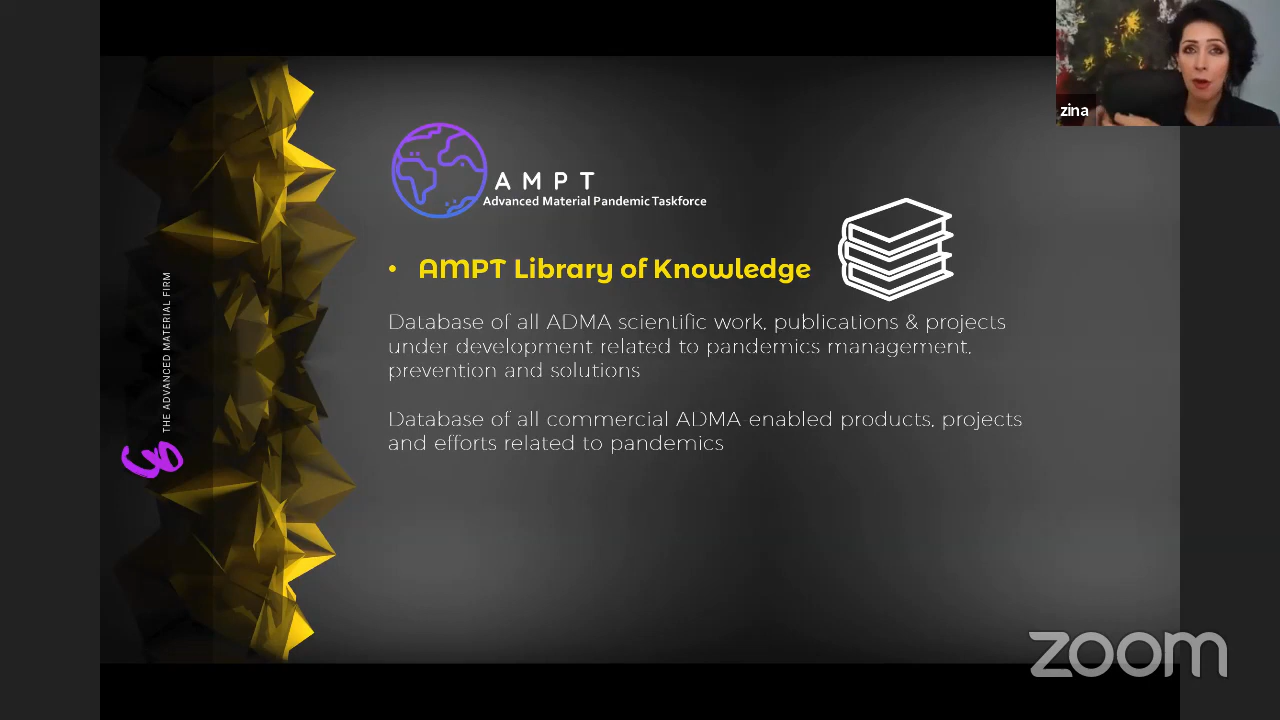 zina
AMPT
Advanced Material Pandemic Taskforce
• AMPT Library of Knowledge
Database of all ADMA scientific work, publications & projects
under development related to pandemics management,
prevention and solutions
Database of all commercial ADMA enabled products, projects
and efforts related to pandemics
THE ADVANCED MATERIAL FIRM
zoom